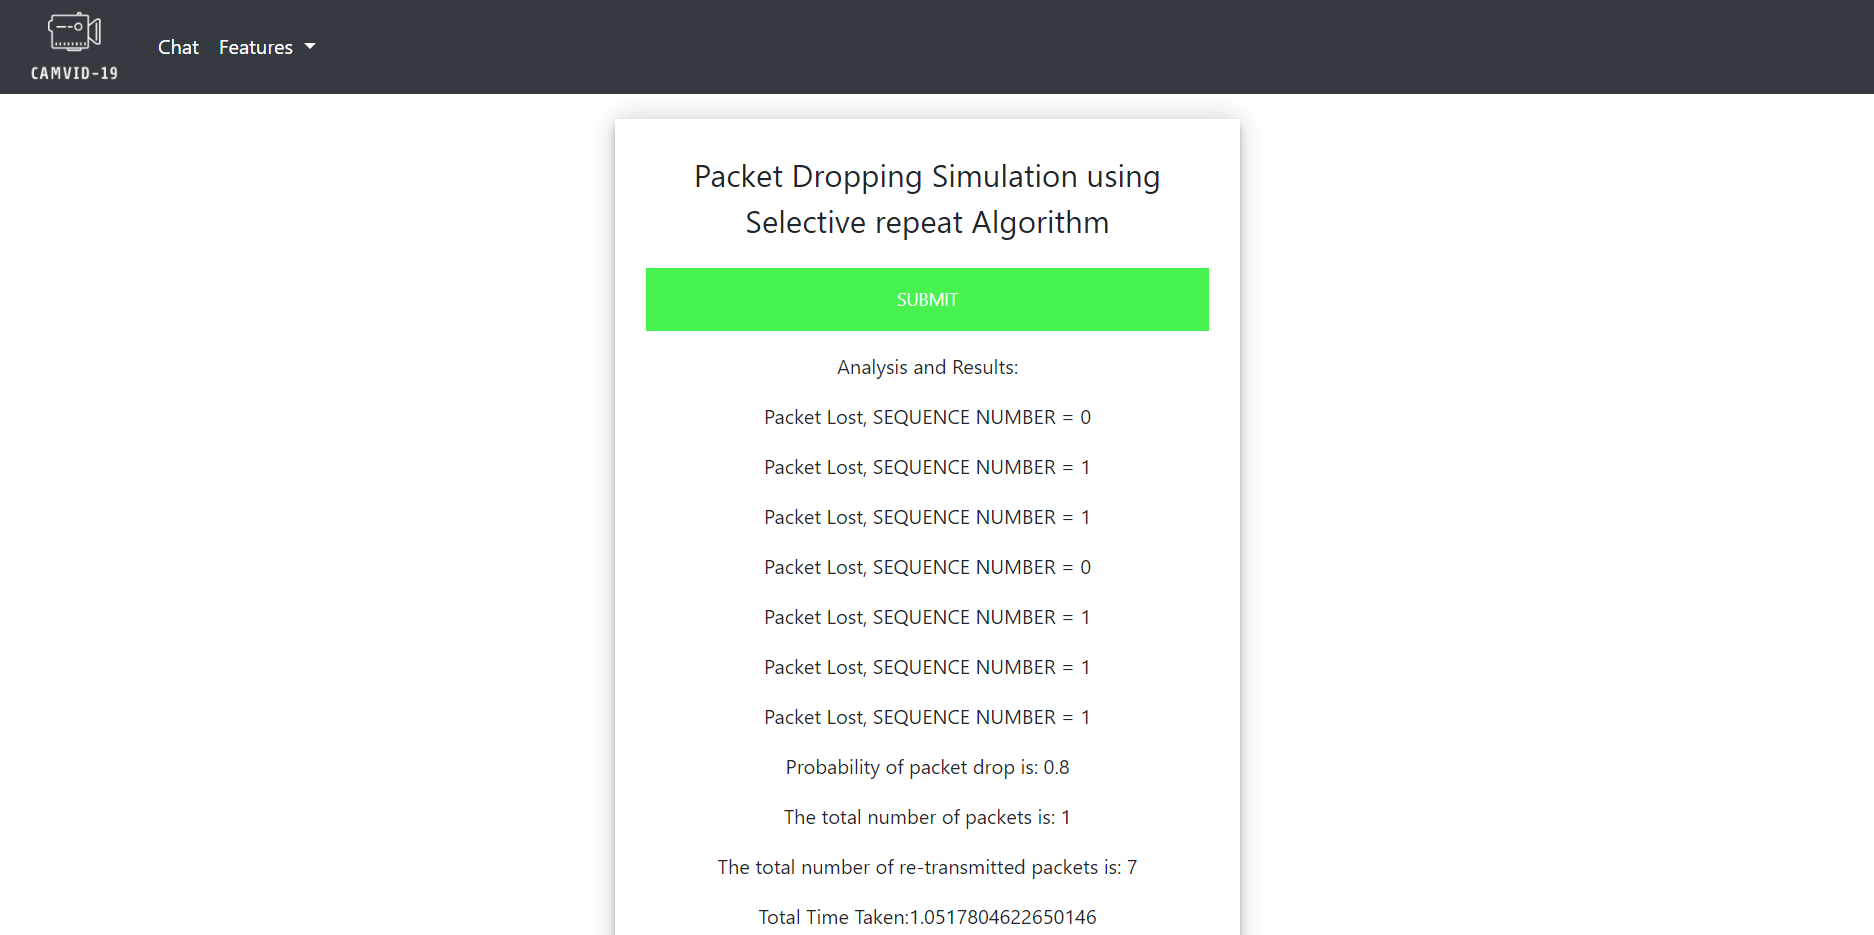 CAMVID-19
Chat Features
Packet Dropping Simulation using
Selective repeat Algorithm
SUBMIT
Analysis and Results:
Packet Lost, SEQUENCE NUMBER = 0
Packet Lost, SEQUENCE NUMBER = 1
Packet Lost, SEQUENCE NUMBER = 1
Packet Lost, SEQUENCE NUMBER = 0
Packet Lost, SEQUENCE NUMBER = 1
Packet Lost, SEQUENCE NUMBER = 1
Packet Lost, SEQUENCE NUMBER = 1
Probability of packet drop is: 0.8
The total number of packets is: 1
The total number of re-transmitted packets is: 7
Total Time Taken:1.0517804622650146